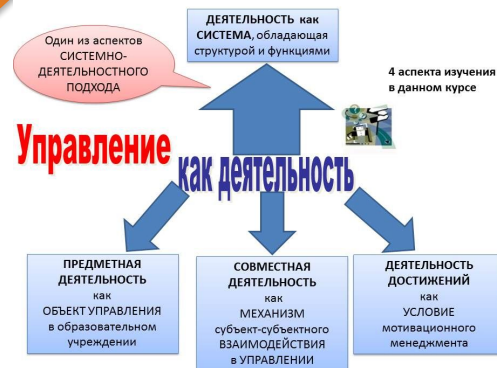 ДЕЯТЕЛЬНОСТЬ как
СИСТЕМА, обладающая
структурой и функциями
Один из аспектов
СИСТЕМНО-
ДЕЯТЕЛЬНОСТНОГО
ПОДХОДА
4 аспекта изучения
в данном курсе
Управление
как деятельность
ПРЕДМЕТНАЯ
ДЕЯТЕЛЬНОСТЬ
как
ОБЪЕКТ УПРАВЛЕНИЯ
в образовательном
учреждении
СОВМЕСТНАЯ
ДЕЯТЕЛЬНОСТЬ
как
МЕХАНИЗМ
субъект-субъектного
ВЗАИМОДЕЙСТВИЯ
в УПРАВЛЕНИИ
ДЕЯТЕЛЬНОСТЬ
ДОСТИЖЕНИЙ
как
УСЛОВИЕ
мотивационного
менеджмента